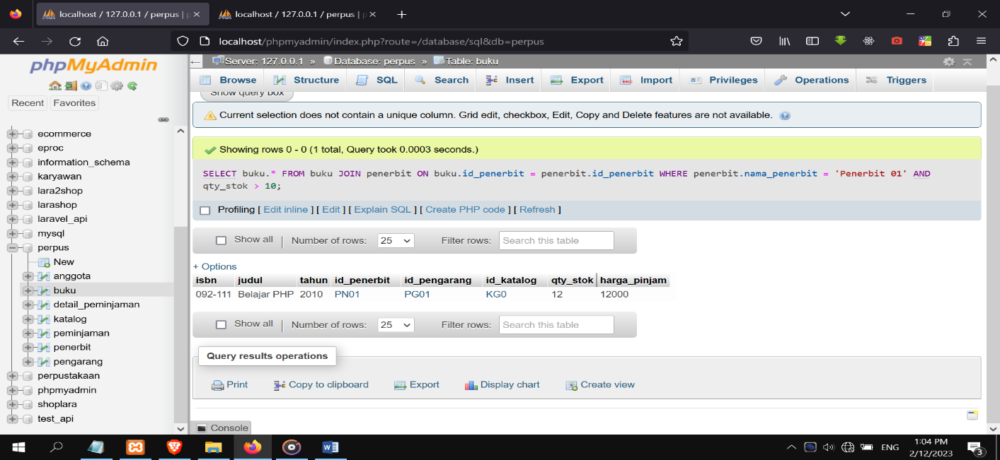 localhost / 127.0.0.1 / perpus | p
localhost / 127.0.0.1 / perpus | p
localhost/phpmyadmin/index.php?route=/database/sql&db=perpus
phpMyAdmin
Recent Favorites
ecommerce
eproc
information_schema
karyawan
lara2shop
larashop
laravel_api
mysql
perpus
New
anggota
buku
detail_peminjaman
katalog
peminjaman
penerbit
pengarang
perpustakaan
phpmyadmin
shoplara
test_api
Server: 127.0.0.1 » Database: perpus » Table: buku
Browse Structure SQL Search Insert Export Import Privileges Operations Triggers
Show query box
Current selection does not contain a unique column. Grid edit, checkbox, Edit, Copy and Delete features are not available.
Showing rows 0 - 0 (1 total, Query took 0.0003 seconds.)
SELECT buku.* FROM buku JOIN penerbit ON buku.id_penerbit = penerbit.id_penerbit WHERE penerbit.nama_penerbit = 'Penerbit 01' AND
qty_stok > 10;
Profiling [ Edit inline ] [ Edit ] [ Explain SQL ] [ Create PHP code ] [ Refresh ]
Show all | Number of rows: 25 Filter rows: Search this table
+ Options
isbn judul tahun id_penerbit id_pengarang id_katalog qty_stok harga_pinjam
092-111 Belajar PHP 2010 PN01 PG01 KG0 12 12000
Show all | Number of rows: 25 Filter rows: Search this table
Query results operations
Print Copy to clipboard Export Display chart Create view
Console
ENG
1:04 PM
2/12/2023
3